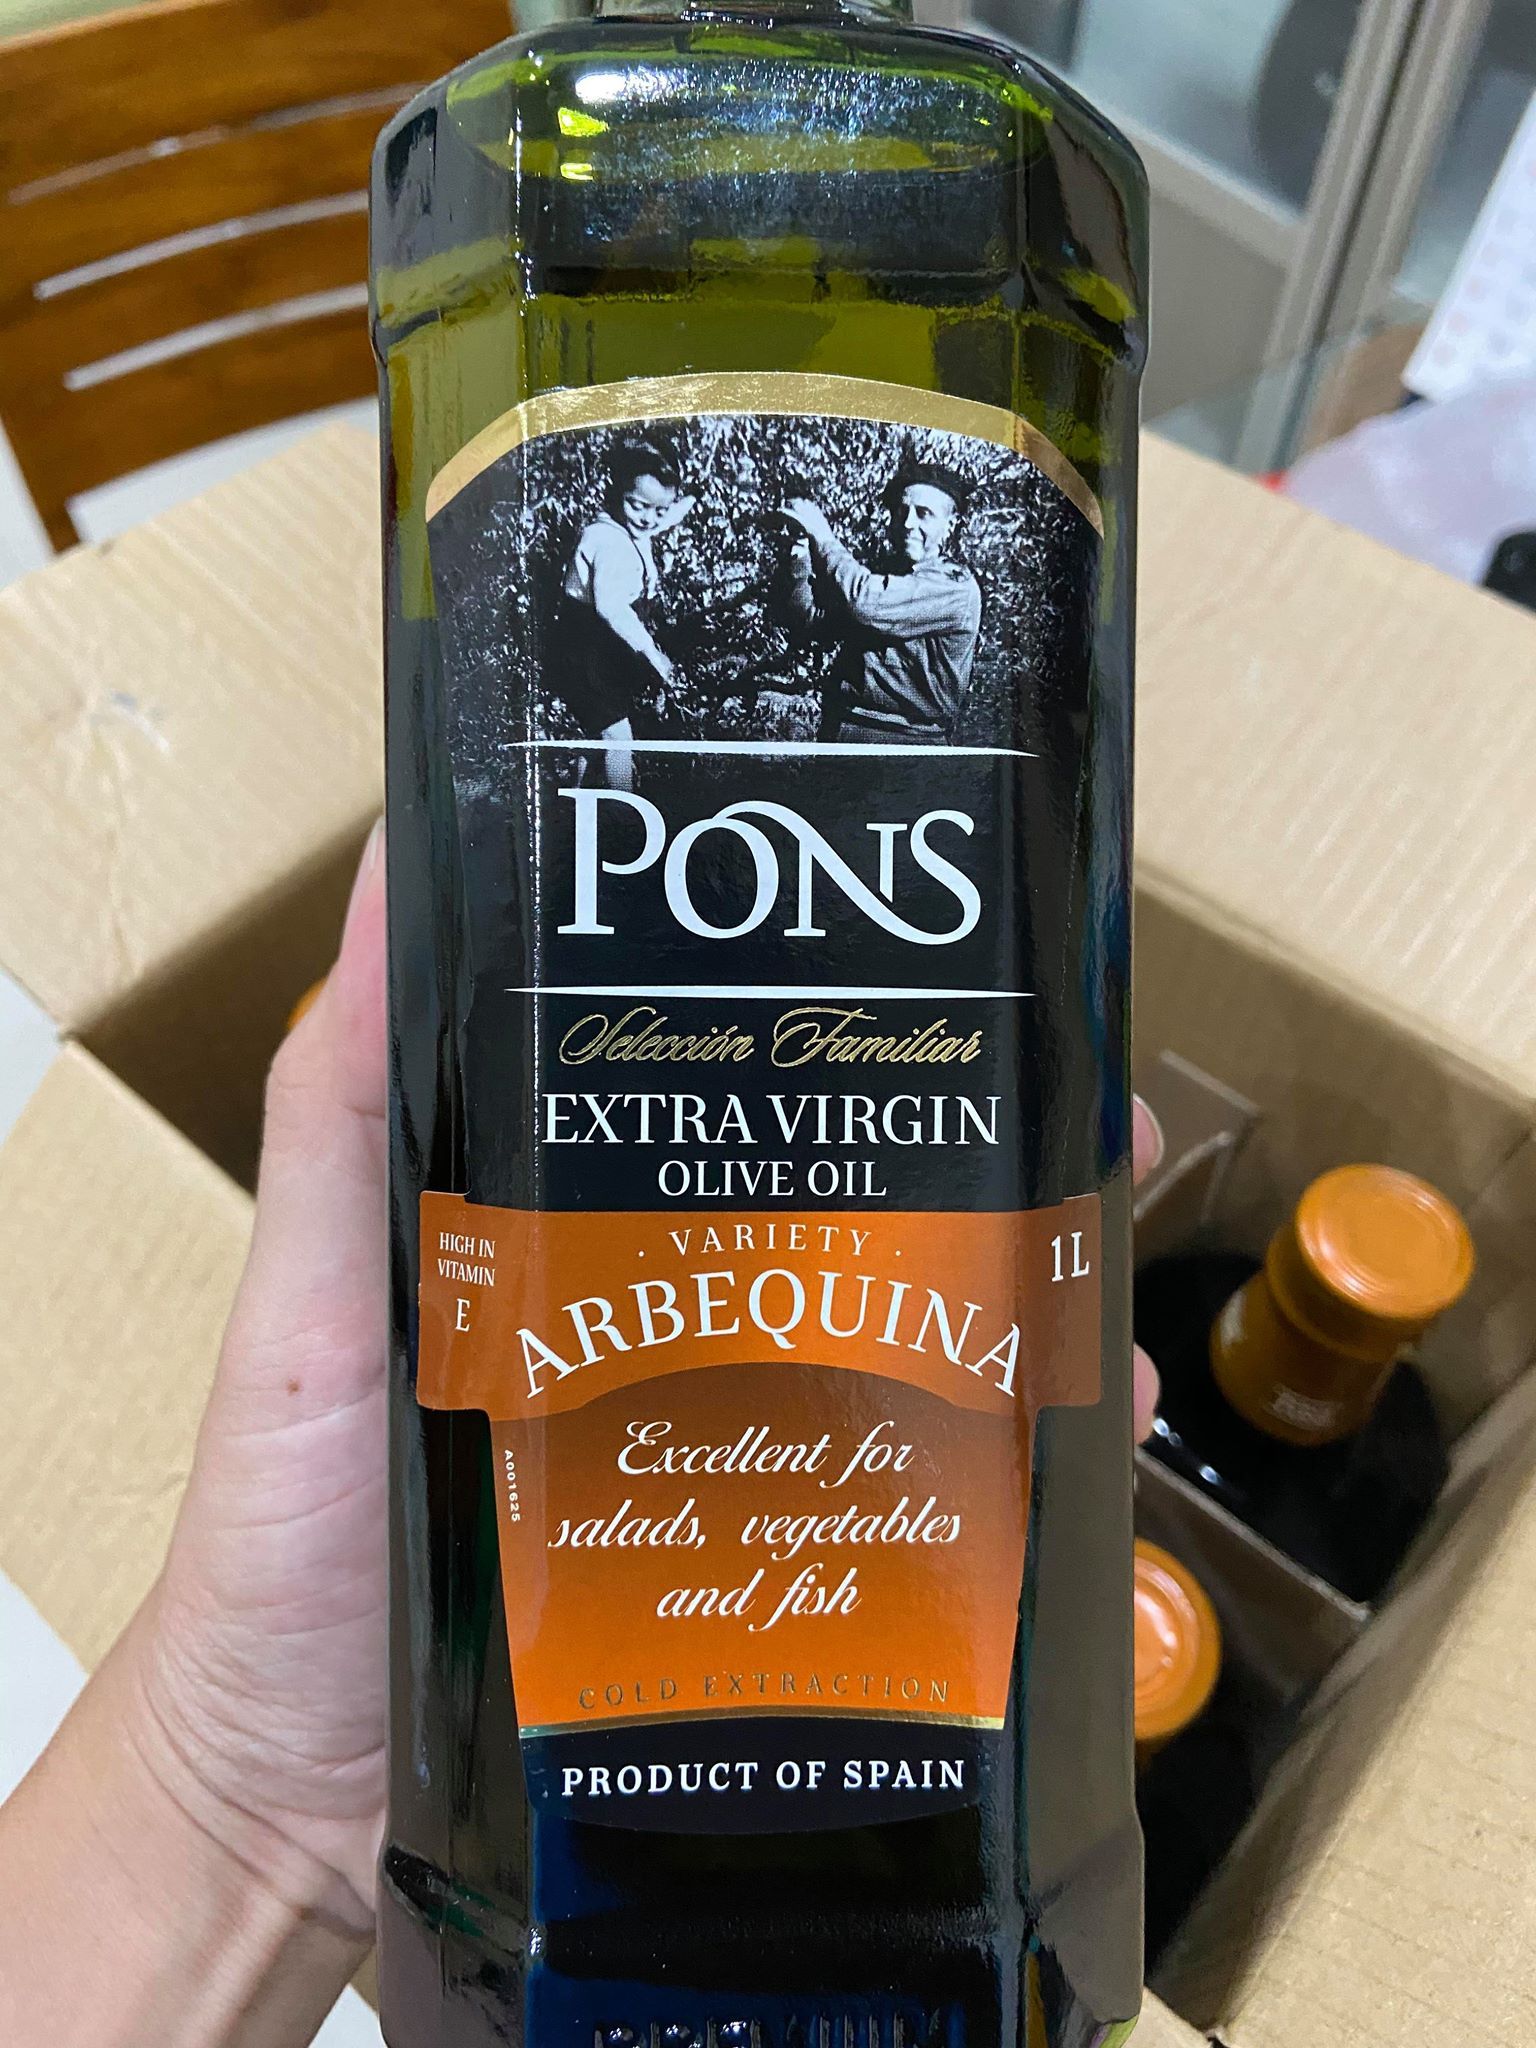 PONS
Selección Familiar
EXTRA VIRGIN
OLIVE OIL
· VARIETY ·
ARBEQUINA
HIGH IN
VITAMIN
E
1L
Excellent for
salads, vegetables
and fish
A001625
COLD EXTRACTION
PRODUCT OF SPAIN